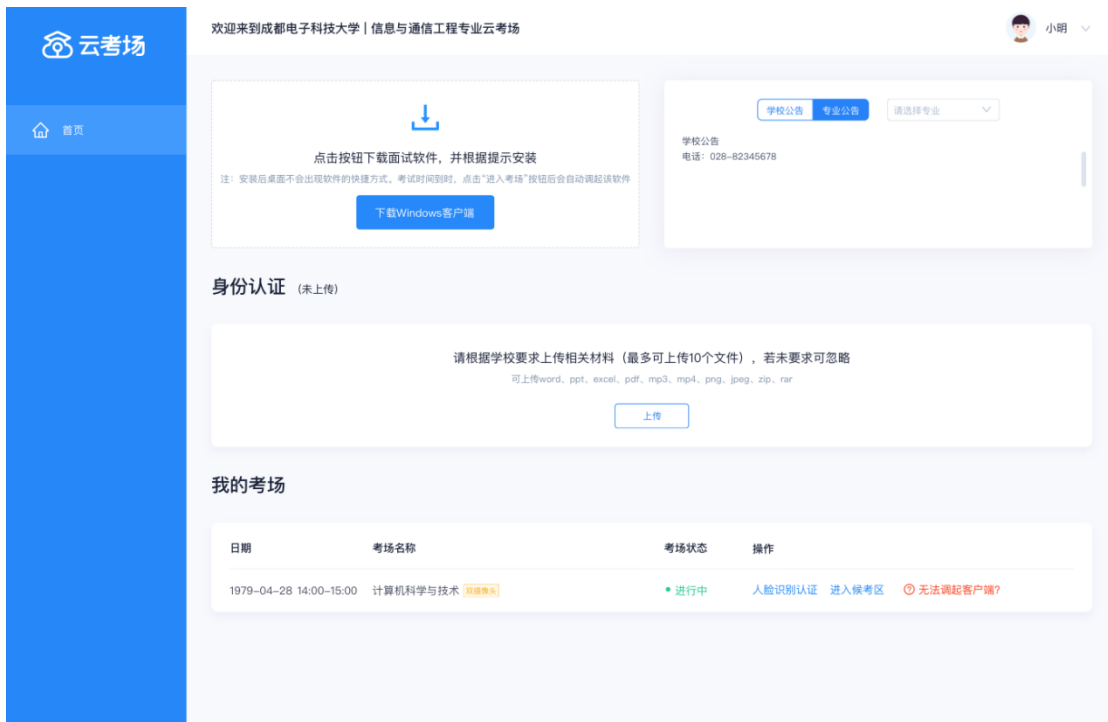 云考场
欢迎来到成都电子科技大学 | 信息与通信工程专业云考场
小明
首页
点击按钮下载面试软件，并根据提示安装
注：安装后桌面不会出现软件的快捷方式。考试时间到时，点击“进入考场”按钮后会自动调起该软件
下载Windows客户端
学校公告 专业公告 请选择专业
学校公告
电话：028-82345678
身份认证 (未上传)
请根据学校要求上传相关材料（最多可上传10个文件），若未要求可忽略
可上传word、ppt、excel、pdf、mp3、mp4、png、jpeg、zip、rar
上传
我的考场
日期 考场名称 考场状态 操作
1979-04-28 14:00-15:00 计算机科学与技术 双摄像头 进行中 人脸识别认证 进入候考区 无法调起客户端?